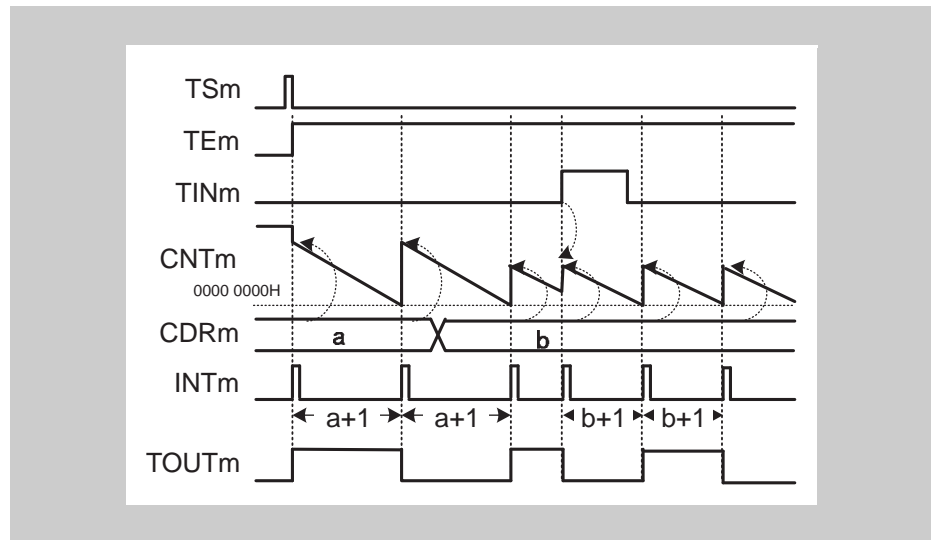 TSm
TEm
TINm
CNTm
0000 0000H
CDRm
a
b
INTm
a+1 a+1 b+1 b+1
TOUTm